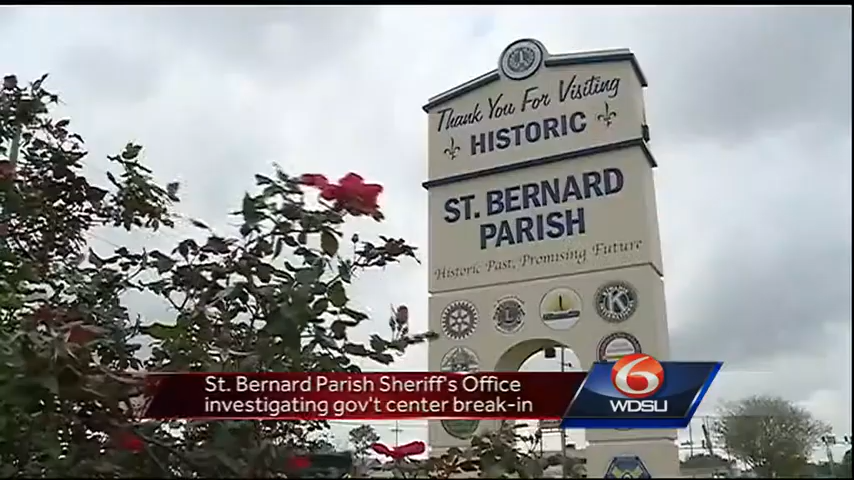 Thank You For Visiting
HISTORIC
ST. BERNARD
PARISH
Historic Past, Promising Future
K
L
St. Bernard Parish Sheriff's Office
investigating gov't center break-in
6
WDSU